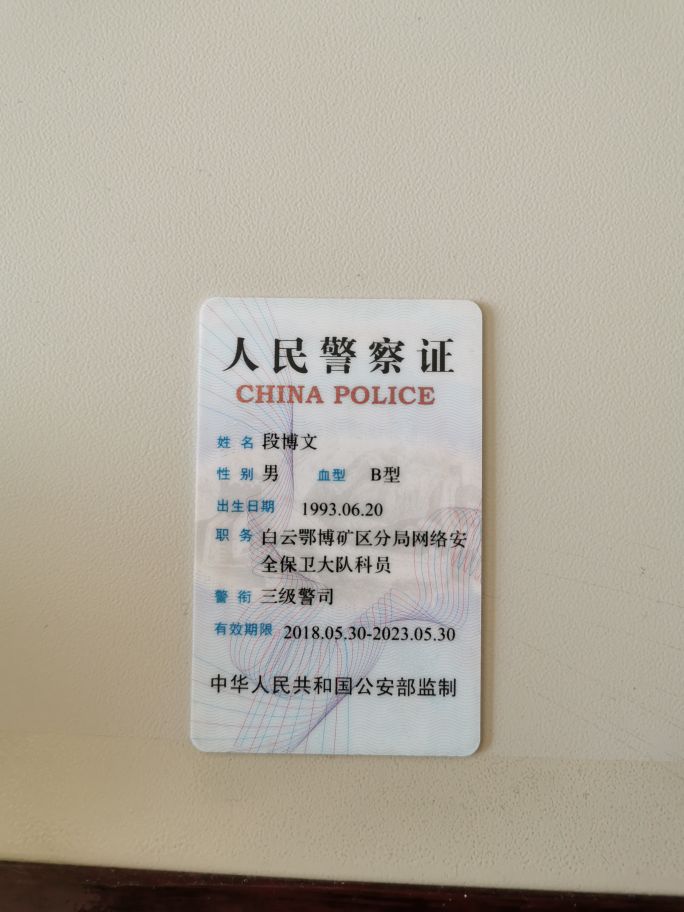 人民警察证
CHINA POLICE
姓 名 段博文
性 别 男 血型 B型
出生日期 1993.06.20
职 务 白云鄂博矿区分局网络安
全保卫大队科员
警 衔 三级警司
有效期限 2018.05.30-2023.05.30
中华人民共和国公安部监制